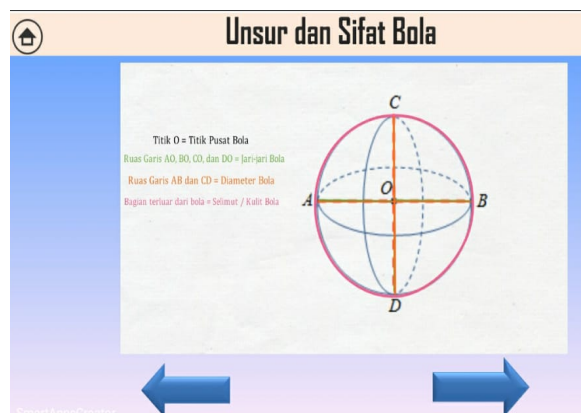 Unsur dan Sifat Bola
Titik O = Titik Pusat Bola
Ruas Garis AO, BO, CO, dan DO = Jari-jari Bola
Ruas Garis AB dan CD = Diameter Bola
Bagian terluar dari bola = Selimut / Kulit Bola
C
O
A
B
D
SmartAppsCreator